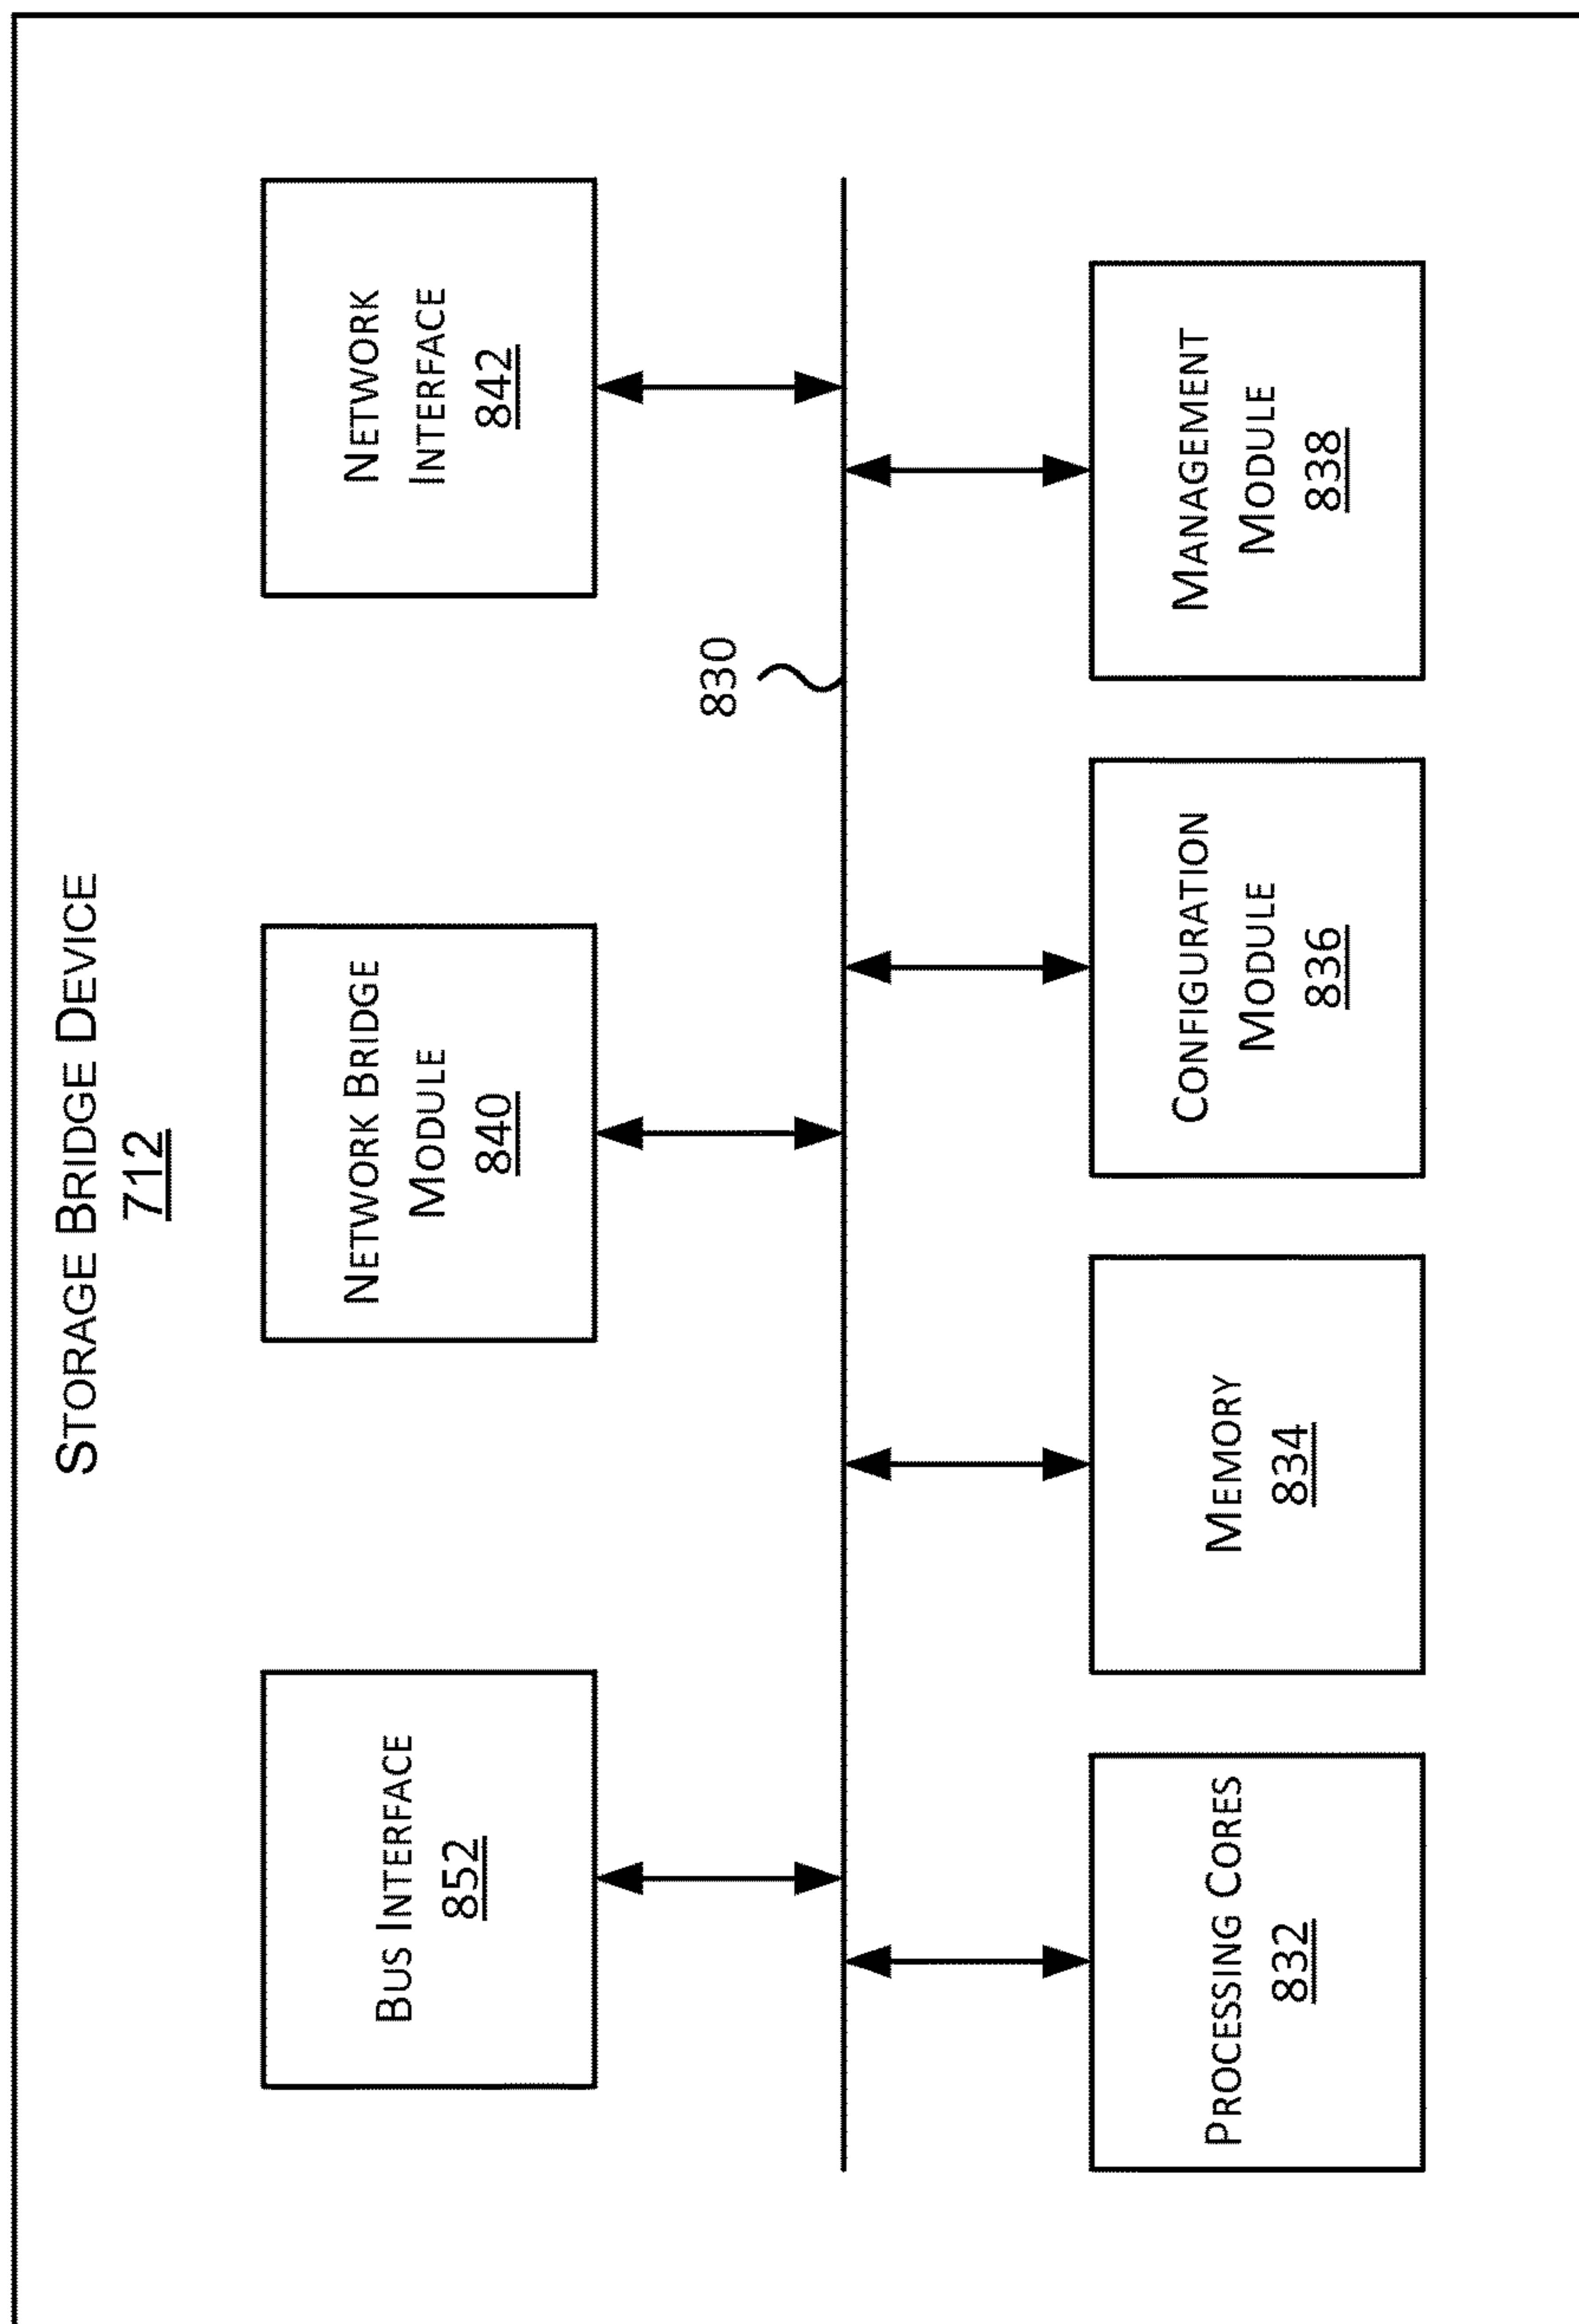 STORAGE BRIDGE DEVICE
712
BUS INTERFACE
852
NETWORK BRIDGE
MODULE
840
NETWORK
INTERFACE
842
830
PROCESSING CORES
832
MEMORY
834
CONFIGURATION
MODULE
836
MANAGEMENT
MODULE
838